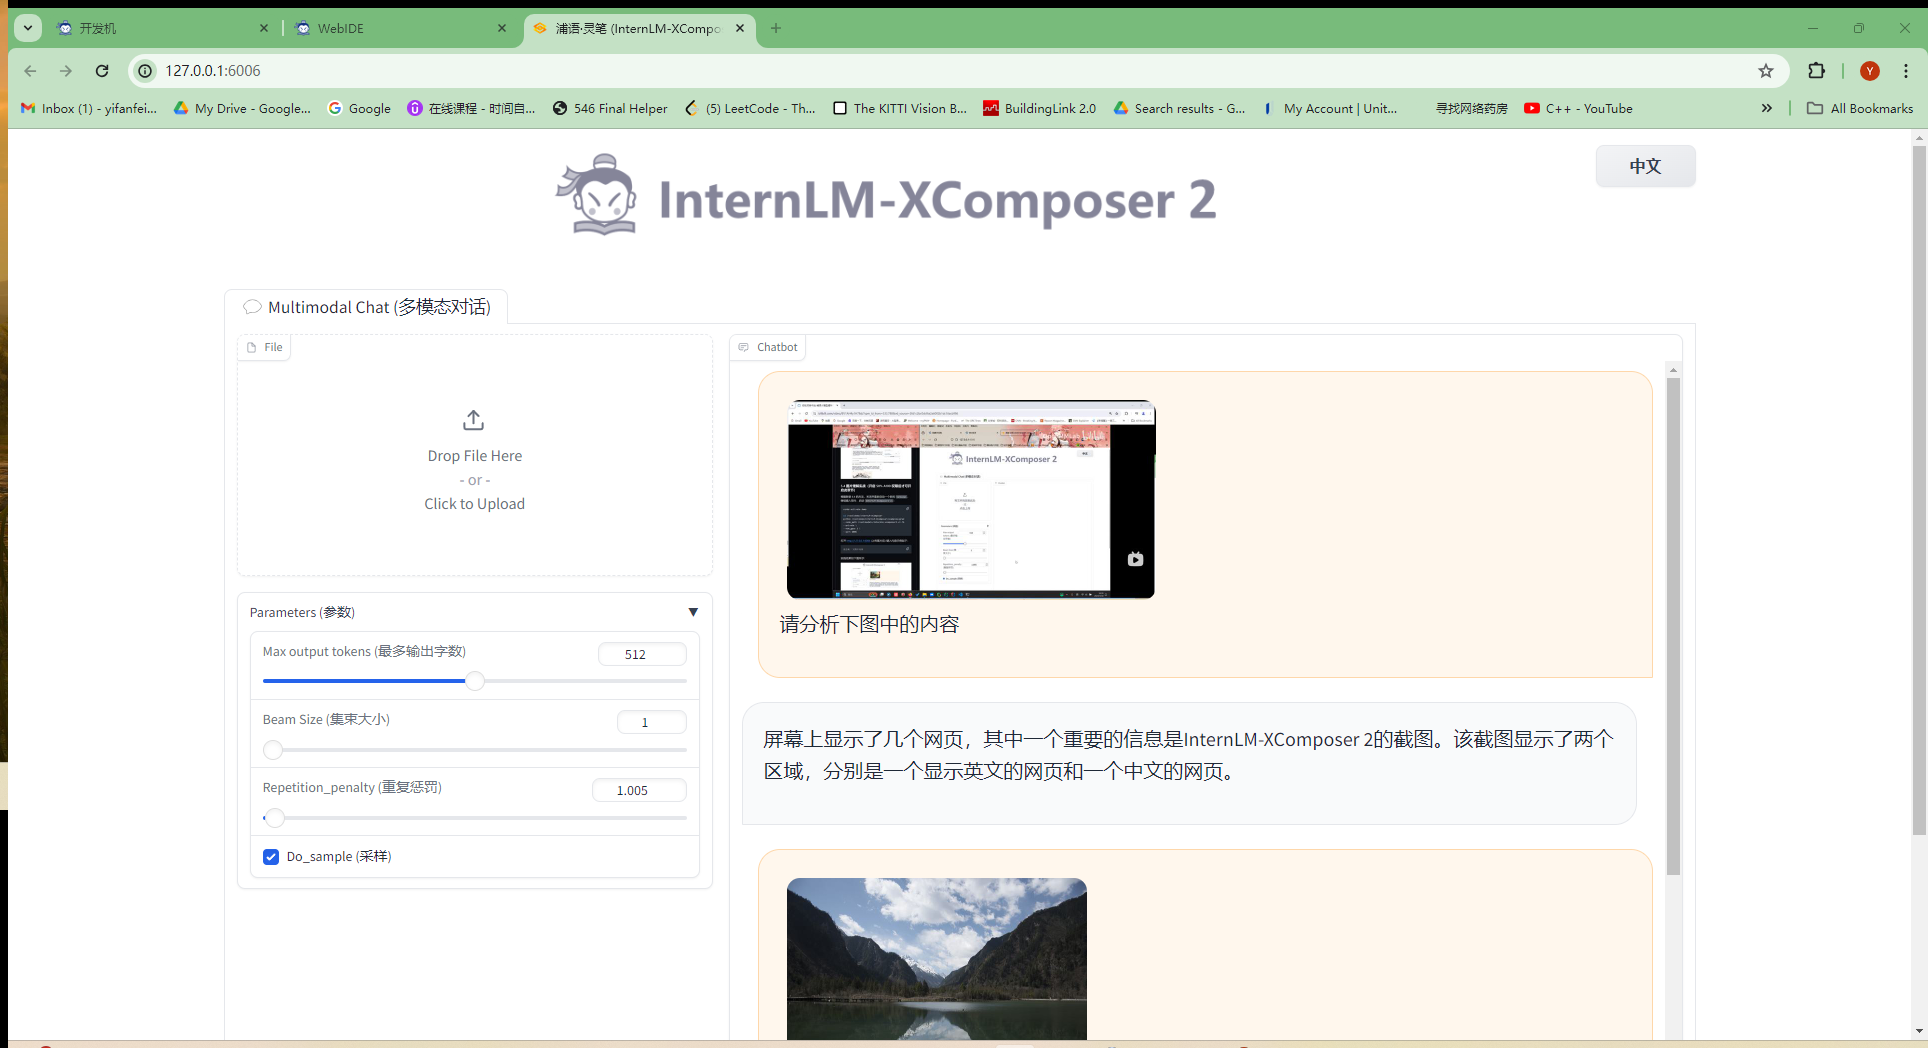 开发机
WebIDE
浦语·灵笔 (InternLM-XCompo
127.0.0.1:6006
Y
Inbox (1) - yifanfei...
My Drive - Google...
Google
在线课程 - 时间自...
546 Final Helper
(5) LeetCode - Th...
The KITTI Vision B...
BuildingLink 2.0
Search results - G...
My Account | Unit...
寻找网络药房
C++ - YouTube
All Bookmarks
InternLM-XComposer 2
中文
Multimodal Chat (多模态对话)
File
Drop File Here
- or -
Click to Upload
Parameters (参数)
Max output tokens (最多输出字数)
512
Beam Size (集束大小)
1
Repetition_penalty (重复惩罚)
1.005
Do_sample (采样)
Chatbot
InternLM-XComposer 2
请分析下图中的内容
屏幕上显示了几个网页，其中一个重要的信息是InternLM-XComposer 2的截图。该截图显示了两个
区域，分别是一个显示英文的网页和一个中文的网页。